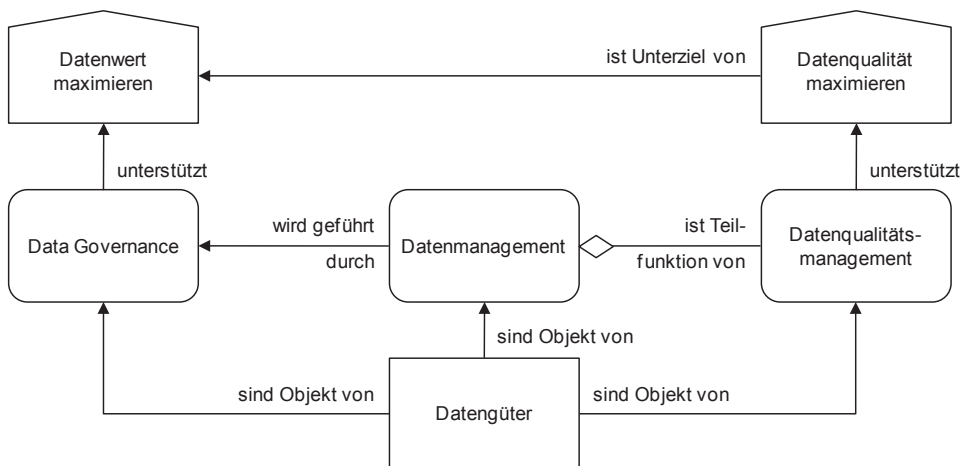 Datenwert
maximieren
ist Unterziel von
Datenqualität
maximieren
unterstützt
unterstützt
Data Governance
wird geführt
durch
Datenmanagement
ist Teil-
funktion von
Datenqualitäts-
management
sind Objekt von
sind Objekt von
Datengüter
sind Objekt von